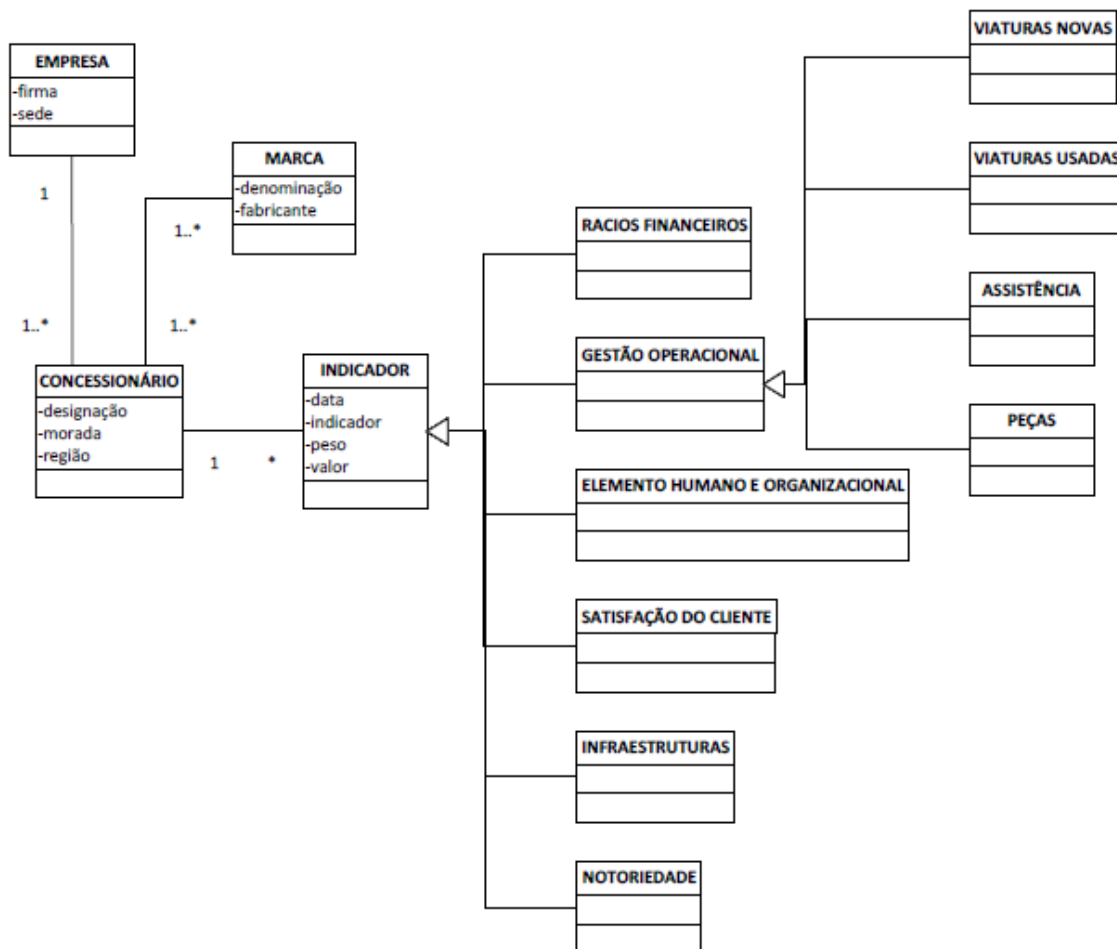 EMPRESA
-firma
-sede
1
1..*
MARCA
-denominação
-fabricante
1..*
1..*
CONCESSIONÁRIO
-designação
-morada
-região
1
*
INDICADOR
-data
-indicador
-peso
-valor
RACIOS FINANCEIROS
GESTÃO OPERACIONAL
ELEMENTO HUMANO E ORGANIZACIONAL
SATISFAÇÃO DO CLIENTE
INFRAESTRUTURAS
NOTORIEDADE
VIATURAS NOVAS
VIATURAS USADAS
ASSISTÊNCIA
PEÇAS